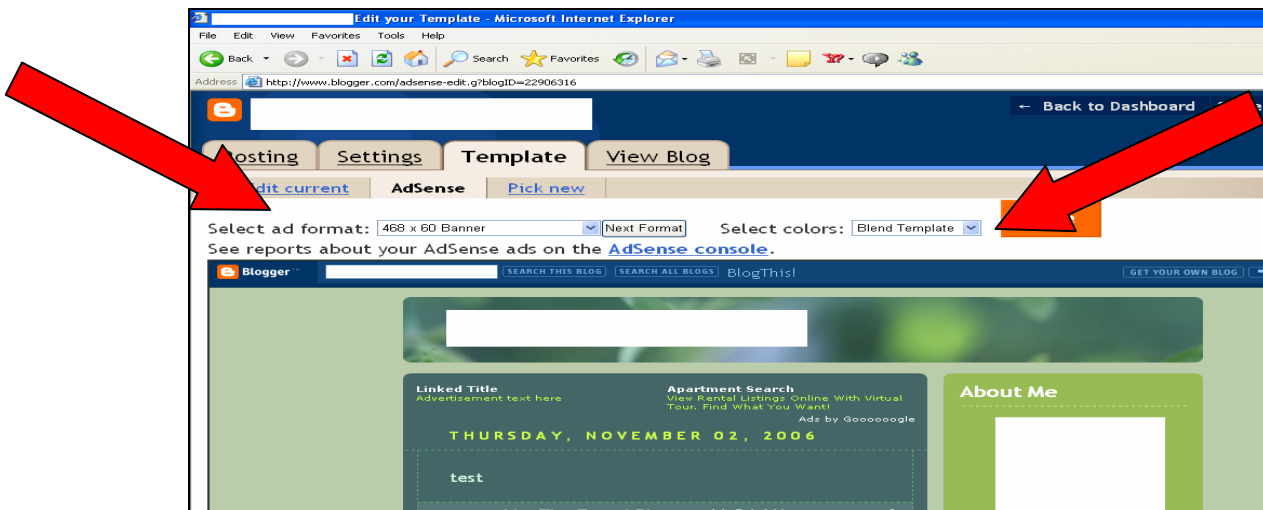 Edit your Template - Microsoft Internet Explorer
File Edit View Favorites Tools Help
Back Search Favorites
Address http://www.blogger.com/adsense-edit.g?blogID=22906316
← Back to Dashboard
Posting Settings Template View Blog
Edit current AdSense Pick new
Select ad format: 468 x 60 Banner Next Format Select colors: Blend Template
See reports about your AdSense ads on the AdSense console.
Blogger SEARCH THIS BLOG SEARCH ALL BLOGS BlogThis! GET YOUR OWN BLOG
Linked Title Apartment Search
Advertisement text here View Rental Listings Online With Virtual
Tour. Find What You Want!
Ads by Goooooogle
About Me
THURSDAY, NOVEMBER 02, 2006
test